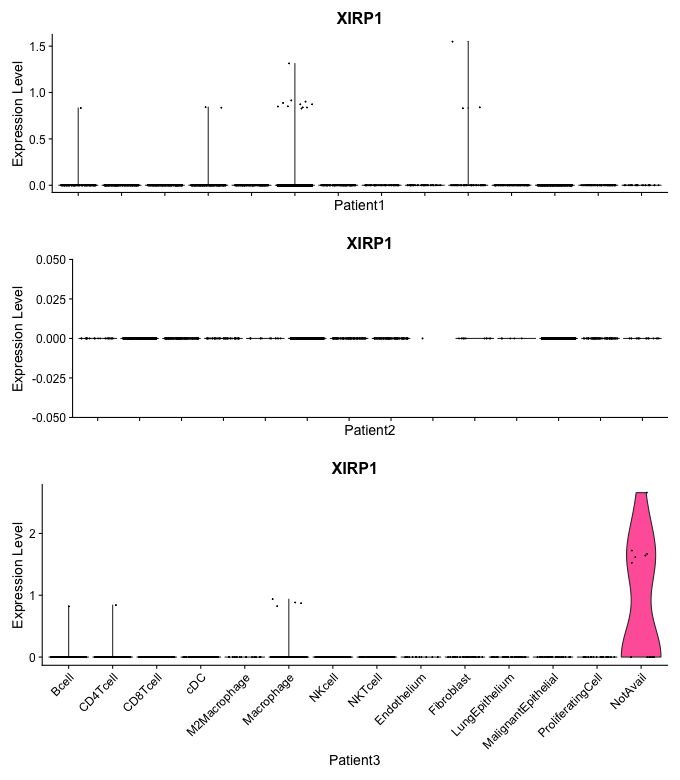 XIRP1
Expression Level
1.5
1.0
0.5
0.0
Patient1
XIRP1
Expression Level
0.050
0.025
0.000
-0.025
-0.050
Patient2
XIRP1
Expression Level
2
1
0
Bcell
CD4Tcell
CD8Tcell
cDC
M2Macrophage
Macrophage
NKcell
NKTcell
Endothelium
Fibroblast
LungEpithelium
MalignantEpithelial
ProliferatingCell
NotAvail
Patient3